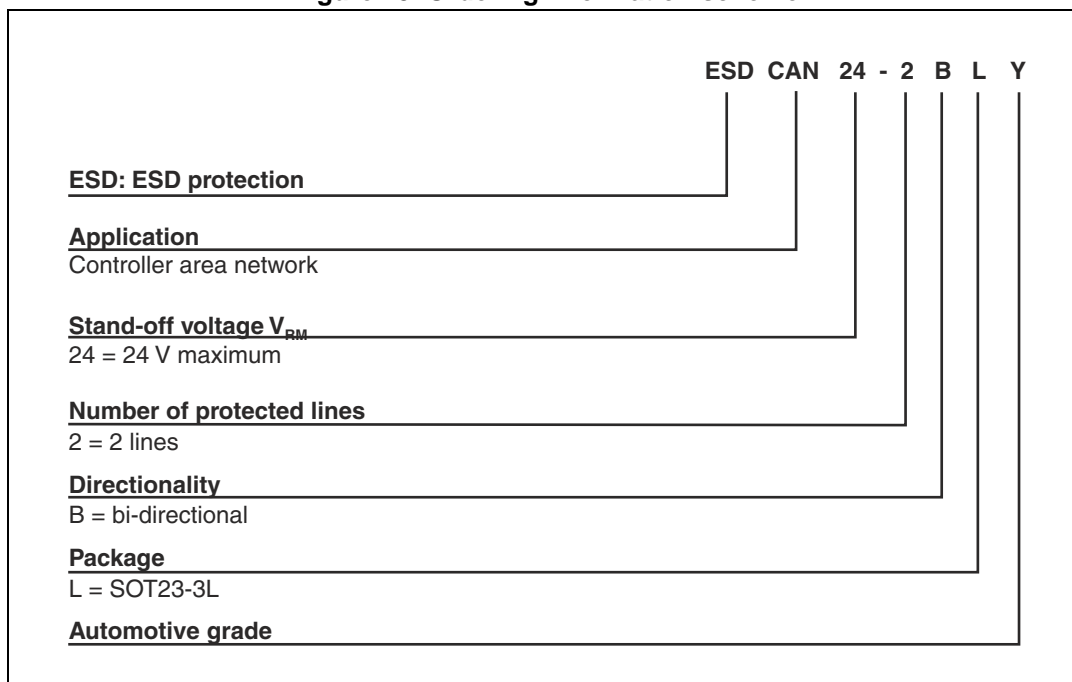 ESD CAN 24 - 2 B L Y
ESD: ESD protection
Application
Controller area network
Stand-off voltage VRM
24 = 24 V maximum
Number of protected lines
2 = 2 lines
Directionality
B = bi-directional
Package
L = SOT23-3L
Automotive grade